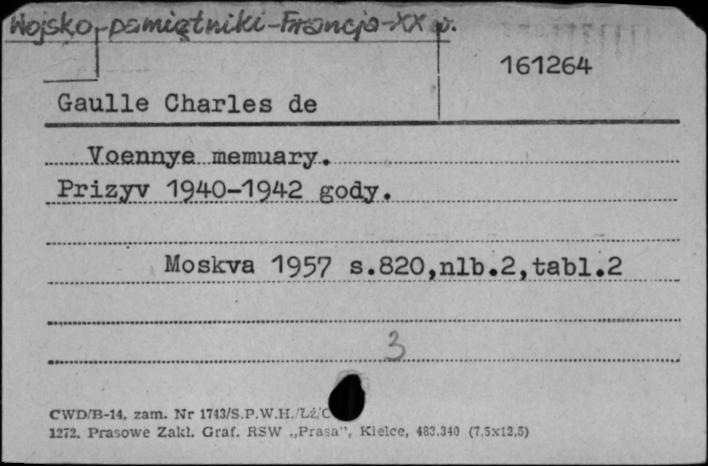 Wojsko-pamiętniki-Francja-XX w.
161264
Gaulle Charles de
Voennye memuary.
Prizyv 1940-1942 gody.
Moskva 1957 s.820,nlb.2,tabl.2
3
CWD/B-14, zam. Nr 1743/S.P.W.H./Łź/C
1272. Prasowe Zakł. Graf. RSW „Prasa”, Kielce, 483.340 (7,5x12,5)